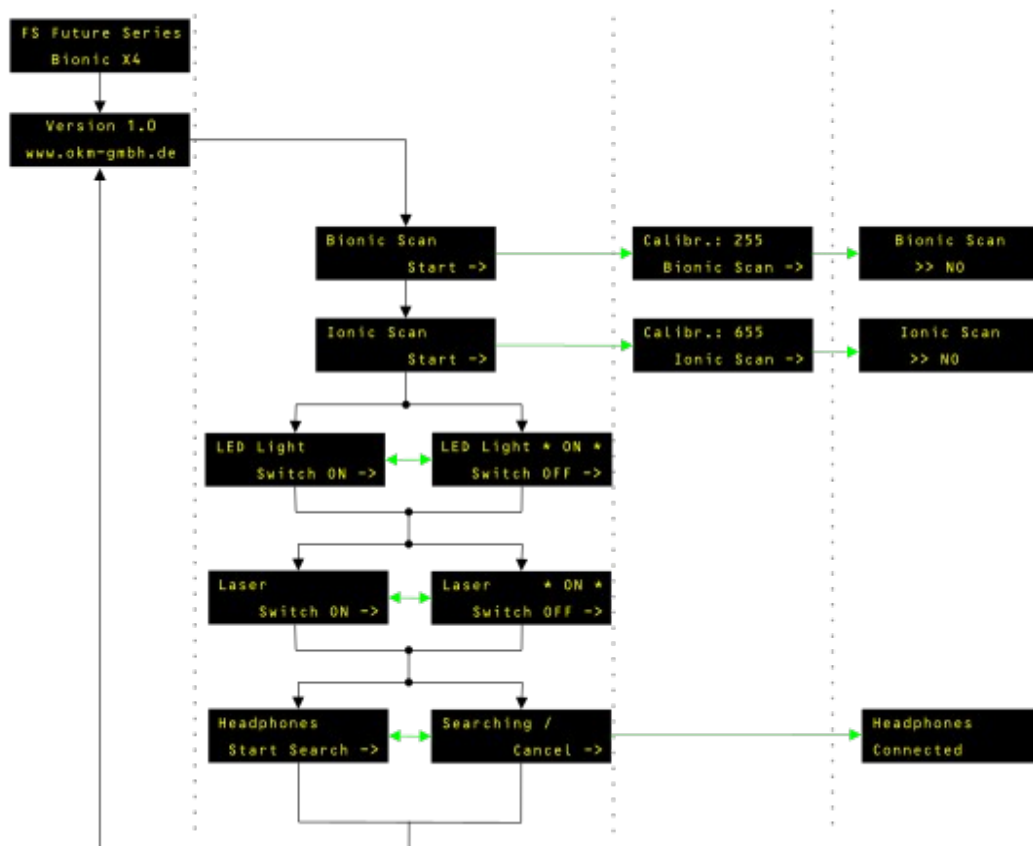 FS Future Series
Bionic X4
Version 1.0
www.okm-gmbh.de
Bionic Scan
Start ->
Calibr.: 255
Bionic Scan ->
Bionic Scan
>> NO
Ionic Scan
Start ->
Calibr.: 655
Ionic Scan ->
Ionic Scan
>> NO
LED Light
Switch ON ->
LED Light * ON *
Switch OFF ->
Laser
Switch ON ->
Laser * ON *
Switch OFF ->
Headphones
Start Search ->
Searching /
Cancel ->
Headphones
Connected